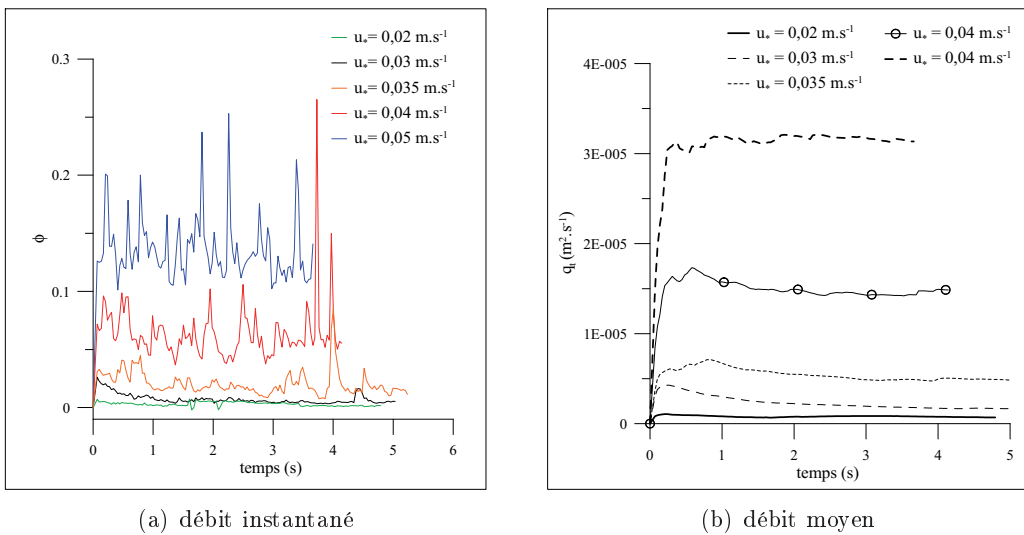 u* = 0,02 m.s-1
u* = 0,03 m.s-1
u* = 0,035 m.s-1
u* = 0,04 m.s-1
u* = 0,05 m.s-1
0,3
0,2
0.1
0
ϕ
0 1 2 3 4 5 6
temps (s)
(a) débit instantané
u* = 0,02 m.s-1
u* = 0,03 m.s-1
u* = 0,035 m.s-1
u* = 0,04 m.s-1
u* = 0,04 m.s-1
4E-005
3E-005
2E-005
1E-005
0
qt (m2.s-1)
0 1 2 3 4 5
temps (s)
(b) débit moyen